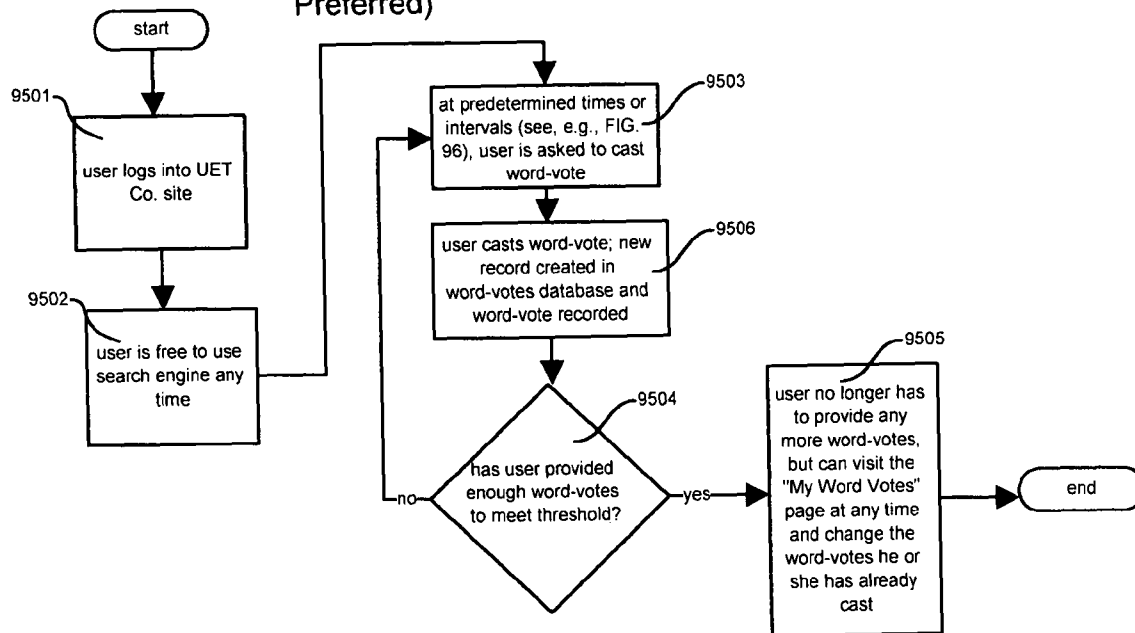 Preferred)
start
9501
user logs into UET
Co. site
9502
user is free to use
search engine any
time
9503
at predetermined times or
intervals (see, e.g., FIG.
96), user is asked to cast
word-vote
9506
user casts word-vote; new
record created in
word-votes database and
word-vote recorded
9504
has user provided
enough word-votes
to meet threshold?
no
yes
9505
user no longer has
to provide any
more word-votes,
but can visit the
"My Word Votes"
page at any time
and change the
word-votes he or
she has already
cast
end